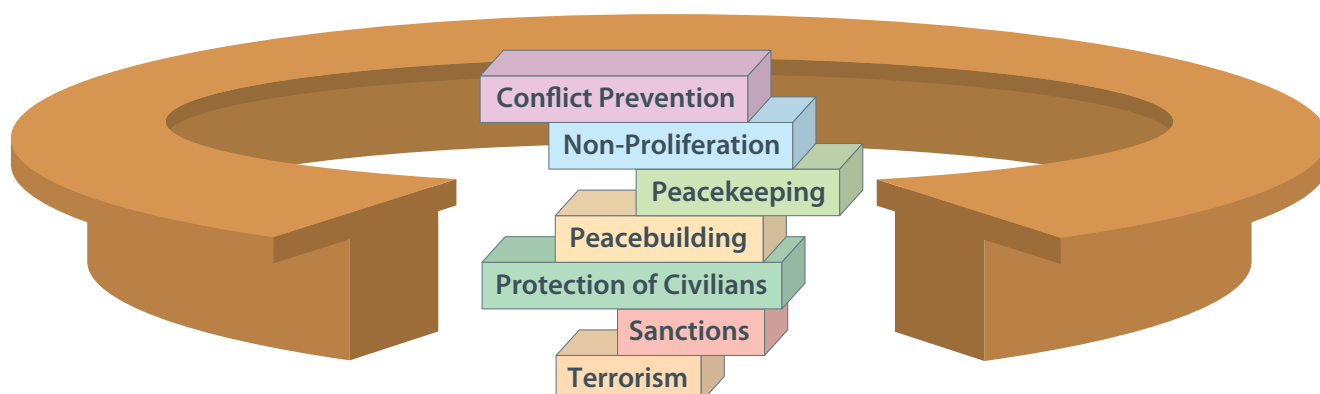 Conflict Prevention
Non-Proliferation
Peacekeeping
Peacebuilding
Protection of Civilians
Sanctions
Terrorism